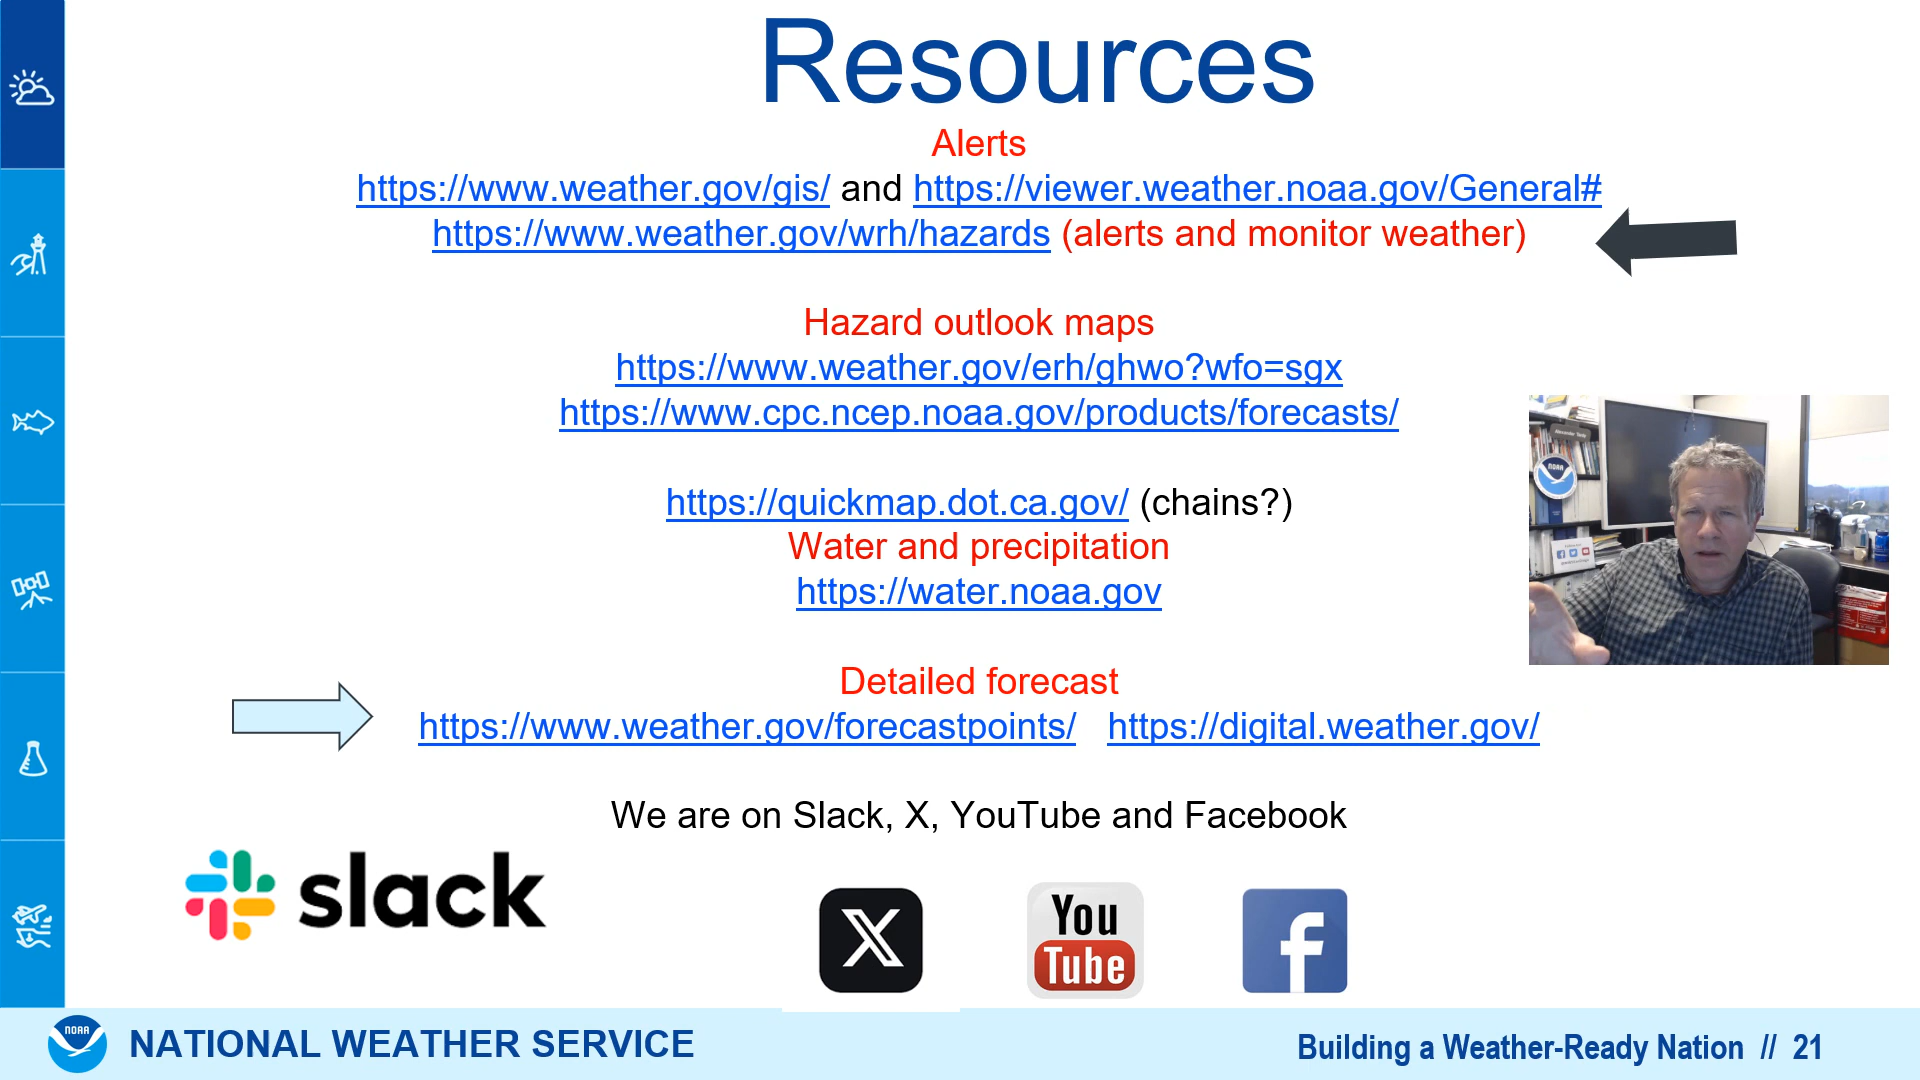 Resources
Alerts
https://www.weather.gov/gis/ and https://viewer.weather.noaa.gov/General#
https://www.weather.gov/wrh/hazards (alerts and monitor weather)
Hazard outlook maps
https://www.weather.gov/erh/ghwo?wfo=sgx
https://www.cpc.ncep.noaa.gov/products/forecasts/
https://quickmap.dot.ca.gov/ (chains?)
Water and precipitation
https://water.noaa.gov
NOAA
Detailed forecast
https://www.weather.gov/forecastpoints/ https://digital.weather.gov/
We are on Slack, X, YouTube and Facebook
slack
X
You
Tube
f
NOAA
NATIONAL WEATHER SERVICE
Building a Weather-Ready Nation // 21